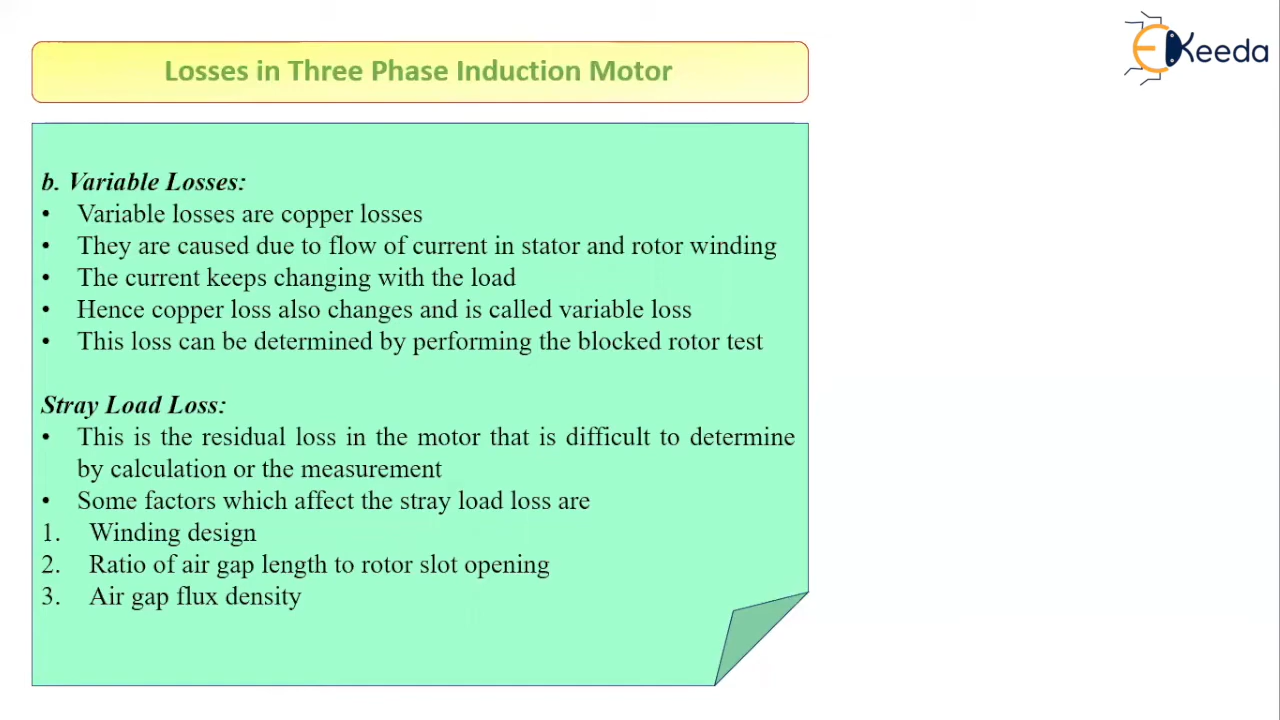 Losses in Three Phase Induction Motor
EKeeda
b. Variable Losses:
• Variable losses are copper losses
• They are caused due to flow of current in stator and rotor winding
• The current keeps changing with the load
• Hence copper loss also changes and is called variable loss
• This loss can be determined by performing the blocked rotor test
Stray Load Loss:
• This is the residual loss in the motor that is difficult to determine
by calculation or the measurement
• Some factors which affect the stray load loss are
1. Winding design
2. Ratio of air gap length to rotor slot opening
3. Air gap flux density